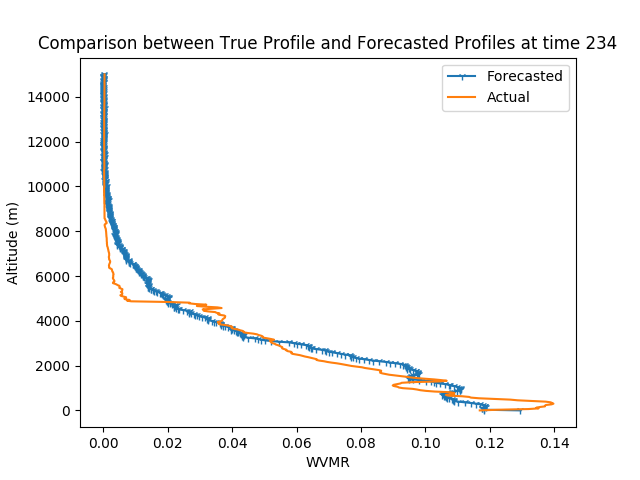 Comparison between True Profile and Forecasted Profiles at time 234
Forecasted
Actual
Altitude (m)
14000
12000
10000
8000
6000
4000
2000
0
0.00 0.02 0.04 0.06 0.08 0.10 0.12 0.14
WVMR